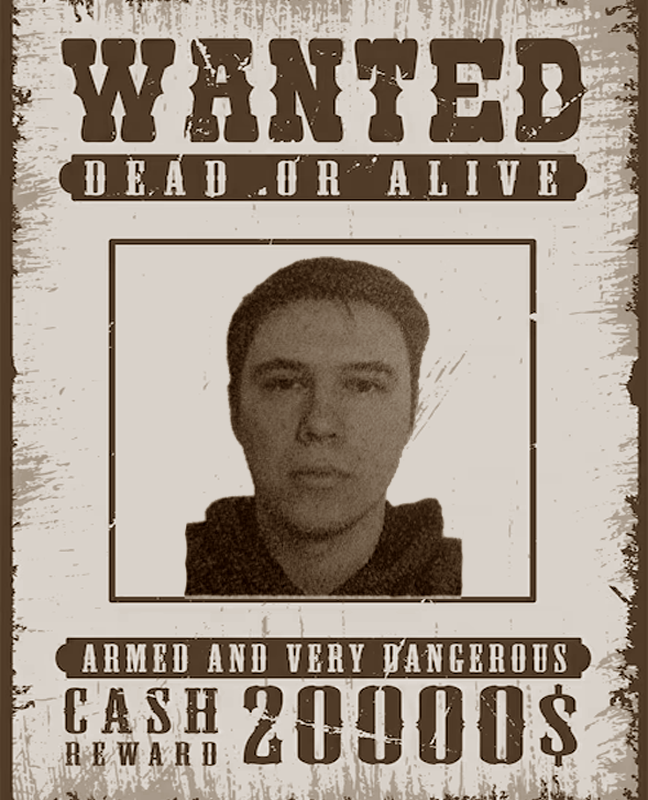 WANTED
DEAD OR ALIVE
ARMED AND VERY DANGEROUS
CASH
REWARD
20000$